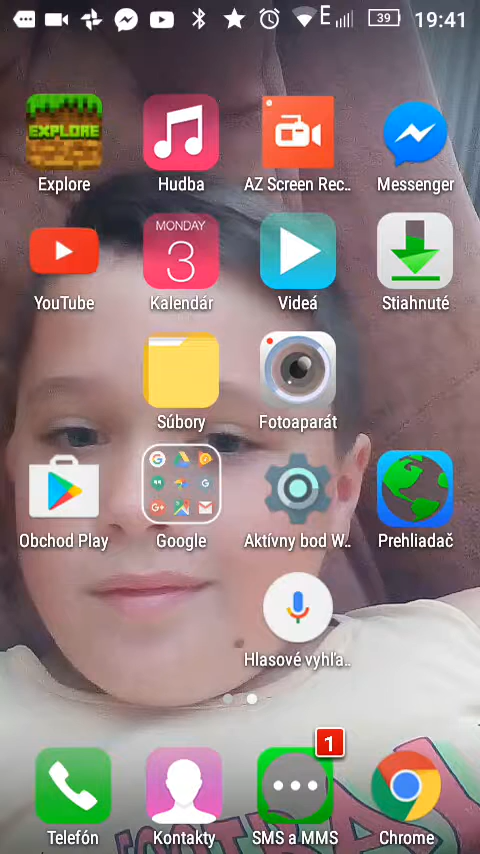 E 39 19:41
EXPLORE
Explore Hudba AZ Screen Rec.. Messenger
MONDAY
3
YouTube Kalendár Videá Stiahnuté
Súbory Fotoaparát
Obchod Play Google Aktívny bod W.. Prehliadač
Hlasové vyhľa..
1
Telefón Kontakty SMS a MMS Chrome